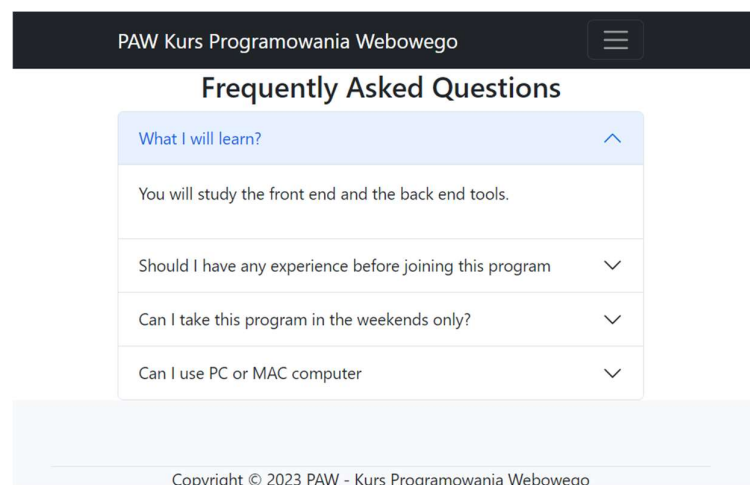 PAW Kurs Programowania Webowego
Frequently Asked Questions
What I will learn?
You will study the front end and the back end tools.
Should I have any experience before joining this program
Can I take this program in the weekends only?
Can I use PC or MAC computer
Copyright © 2023 PAW - Kurs Programowania Webowego